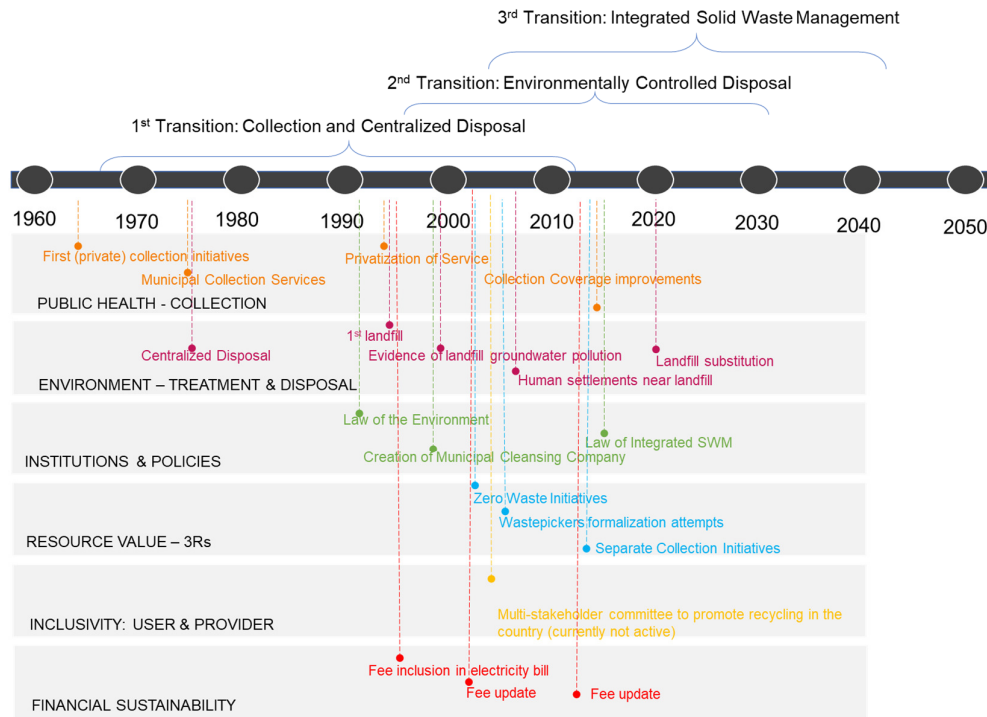 3rd Transition: Integrated Solid Waste Management
2nd Transition: Environmentally Controlled Disposal
1st Transition: Collection and Centralized Disposal
1960 1970 1980 1990 2000 2010 2020 2030 2040 2050
First (private) collection initiatives
Privatization of Service
Municipal Collection Services
Collection Coverage improvements
PUBLIC HEALTH - COLLECTION
1st landfill
Centralized Disposal
Evidence of landfill groundwater pollution
Landfill substitution
Human settlements near landfill
ENVIRONMENT – TREATMENT & DISPOSAL
Law of the Environment
Law of Integrated SWM
Creation of Municipal Cleansing Company
INSTITUTIONS & POLICIES
Zero Waste Initiatives
Wastepickers formalization attempts
Separate Collection Initiatives
RESOURCE VALUE – 3Rs
Multi-stakeholder committee to promote recycling in the
country (currently not active)
INCLUSIVITY: USER & PROVIDER
Fee inclusion in electricity bill
Fee update
Fee update
FINANCIAL SUSTAINABILITY